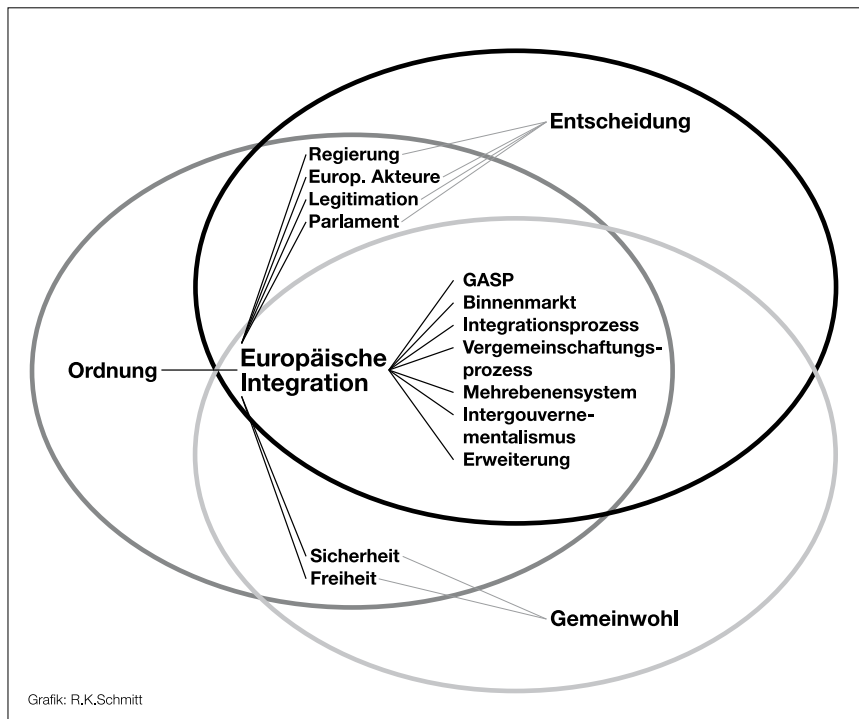 Entscheidung
Regierung
Europ. Akteure
Legitimation
Parlament
GASP
Binnenmarkt
Integrationsprozess
Vergemeinschaftungs-
prozess
Mehrebenensystem
Intergouverne-
mentalismus
Erweiterung
Ordnung
Europäische
Integration
Sicherheit
Freiheit
Gemeinwohl
Grafik: R.K.Schmitt